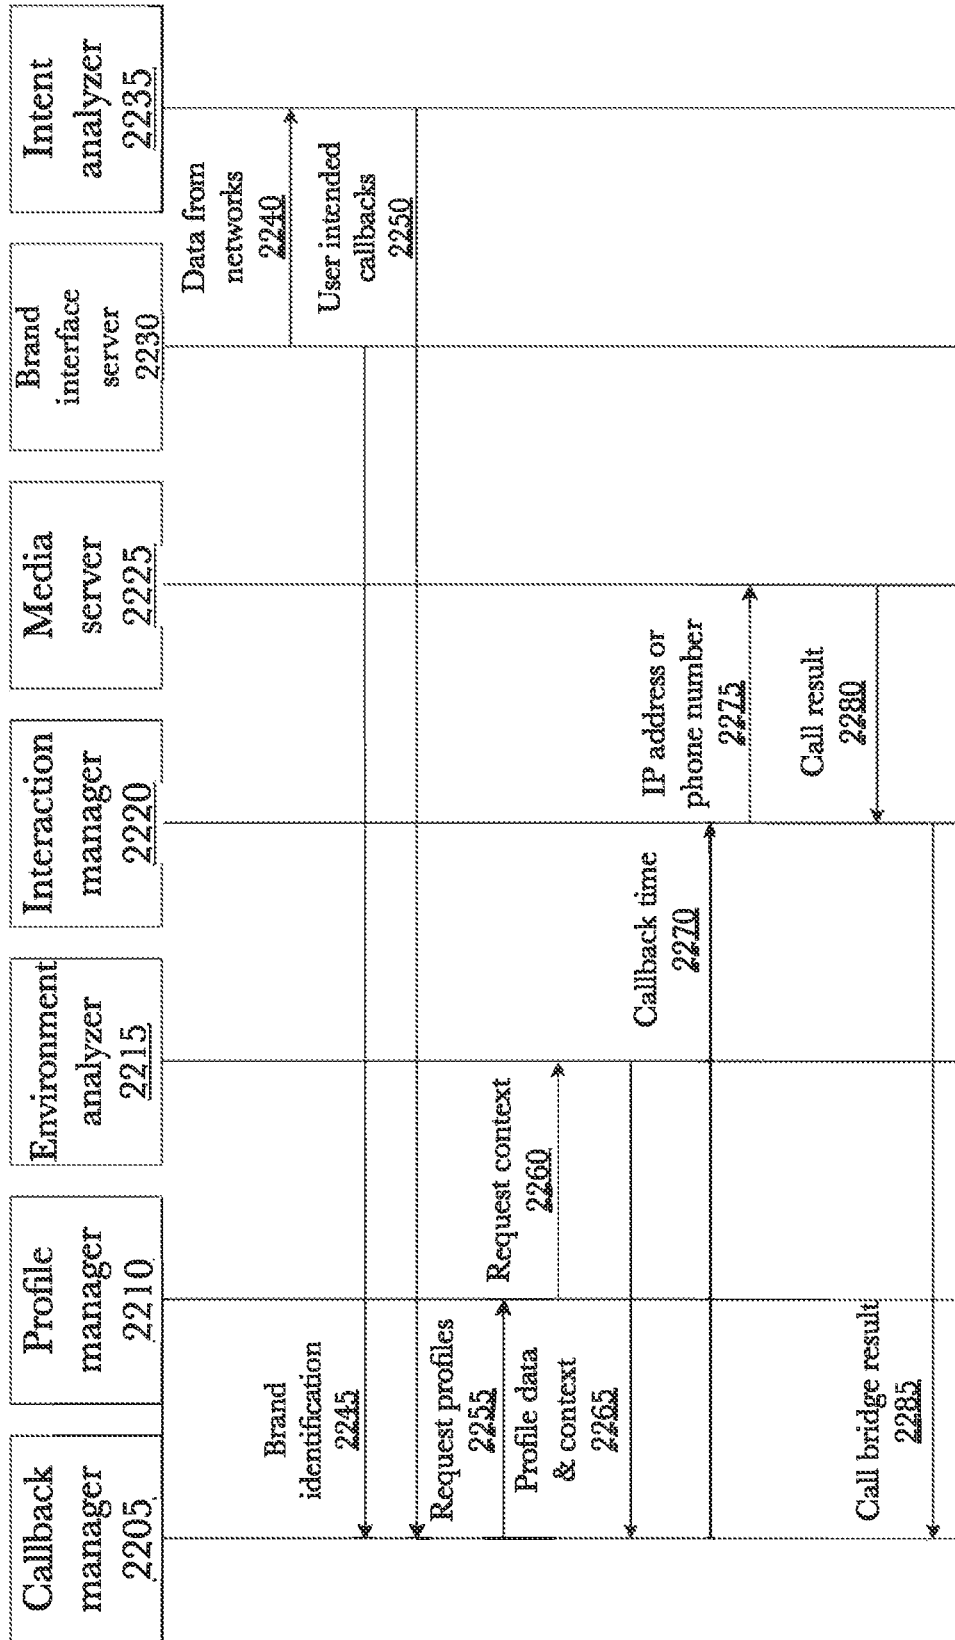 Callback
manager
2205
Profile
manager
2210
Environment
analyzer
2215
Interaction
manager
2220
Media
server
2225
Brand
interface
server
2230
Intent
analyzer
2235
Data from
networks
2240
Brand
identification
2245
User intended
callbacks
2250
Request profiles
2255
Request context
2260
Profile data
& context
2265
Callback time
2270
IP address or
phone number
2275
Call result
2280
Call bridge result
2285